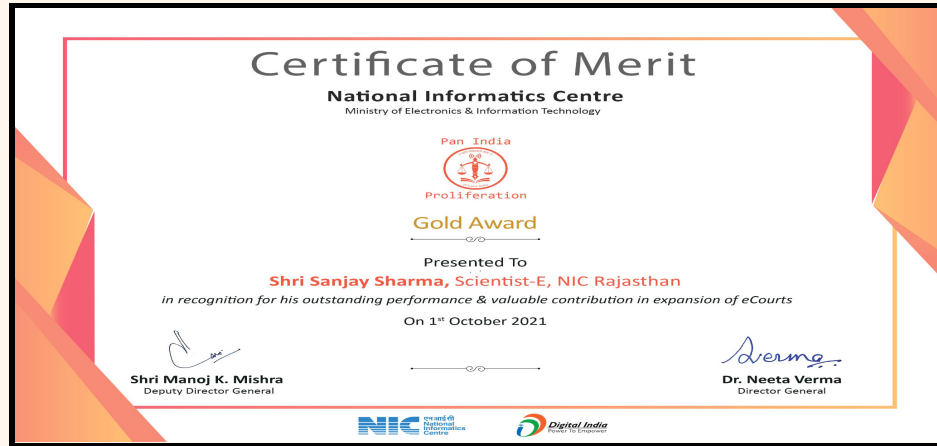 Certificate of Merit
National Informatics Centre
Ministry of Electronics & Information Technology
Pan India
Proliferation
Gold Award
Presented To
Shri Sanjay Sharma, Scientist-E, NIC Rajasthan
in recognition for his outstanding performance & valuable contribution in expansion of eCourts
On 1st October 2021
Verma
Shri Manoj K. Mishra
Deputy Director General
Dr. Neeta Verma
Director General
NIC
एन आई सी
National
Informatics
Centre
Digital India
Power To Empower